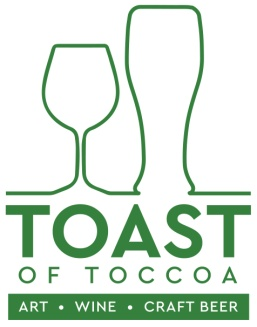 TOAST
OF TOCCOA
ART • WINE • CRAFT BEER